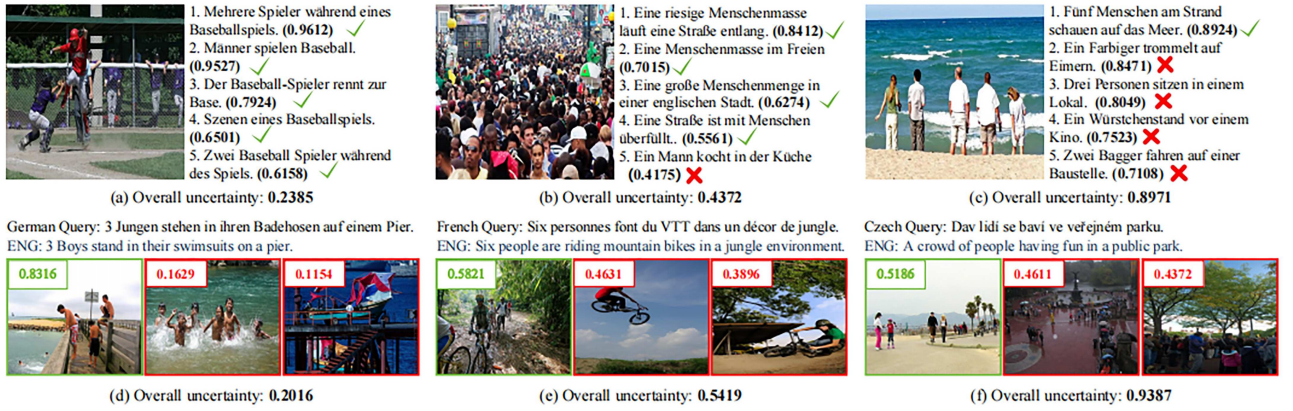 1. Mehrere Spieler während eines
Baseballspiels. (0.9612)
2. Männer spielen Baseball.
(0.9527)
3. Der Baseball-Spieler rennt zur
Base. (0.7924)
4. Szenen eines Baseballspiels.
(0.6501)
5. Zwei Baseball Spieler während
des Spiels. (0.6158)
(a) Overall uncertainty: 0.2385
1. Eine riesige Menschenmasse
läuft eine Straße entlang. (0.8412)
2. Eine Menschenmasse im Freien
(0.7015)
3. Eine große Menschenmenge in
einer englischen Stadt. (0.6274)
4. Eine Straße ist mit Menschen
überfüllt.. (0.5561)
5. Ein Mann kocht in der Küche
(0.4175)
(b) Overall uncertainty: 0.4372
1. Fünf Menschen am Strand
schauen auf das Meer. (0.8924)
2. Ein Farbiger trommelt auf
Eimern. (0.8471)
3. Drei Personen sitzen in einem
Lokal. (0.8049)
4. Ein Würstchenstand vor einem
Kino. (0.7523)
5. Zwei Bagger fahren auf einer
Baustelle. (0.7108)
(c) Overall uncertainty: 0.8971
German Query: 3 Jungen stehen in ihren Badehosen auf einem Pier.
ENG: 3 Boys stand in their swimsuits on a pier.
0.8316
0.1629
0.1154
(d) Overall uncertainty: 0.2016
French Query: Six personnes font du VTT dans un décor de jungle.
ENG: Six people are riding mountain bikes in a jungle environment.
0.5821
0.4631
0.3896
(e) Overall uncertainty: 0.5419
Czech Query: Dav lidí se baví ve veřejném parku.
ENG: A crowd of people having fun in a public park.
0.5186
0.4611
0.4372
(f) Overall uncertainty: 0.9387